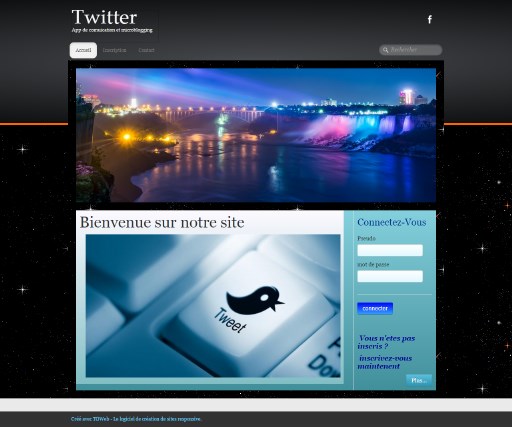 Twitter
App de comunication et microblogging
Accueil
Inscription
Contact
Rechercher
Bienvenue sur notre site
Connectez-Vous
Pseudo
mot de passe
Tweet
connecter
Vous n'etes pas
inscris ?
inscrivez-vous
maintenant
Plus...
Créé avec TOWeb - Le logiciel de création de sites responsive.